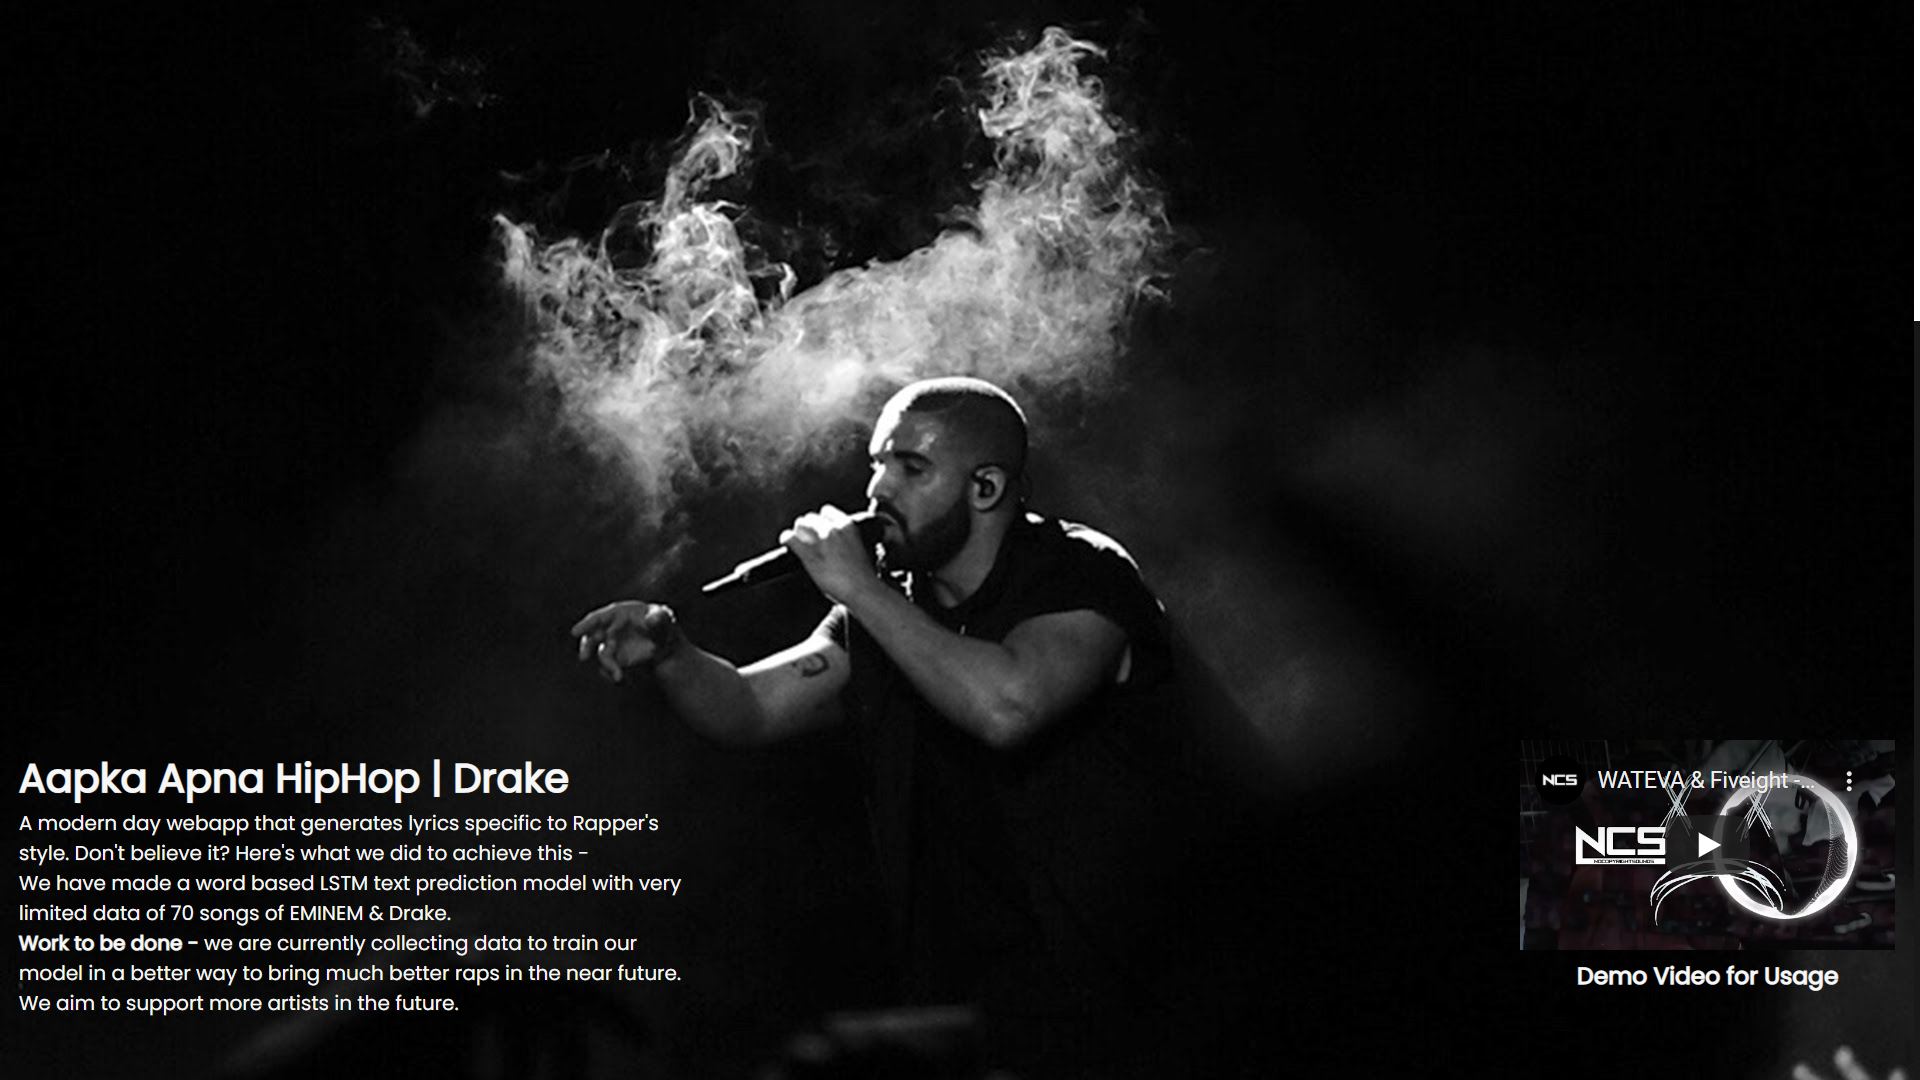 Aapka Apna HipHop | Drake
A modern day webapp that generates lyrics specific to Rapper's
style. Don't believe it? Here's what we did to achieve this -
We have made a word based LSTM text prediction model with very
limited data of 70 songs of EMINEM & Drake.
Work to be done - we are currently collecting data to train our
model in a better way to bring much better raps in the near future.
We aim to support more artists in the future.
NCS WATEVA & Fiveight -...
NCS
NOCOPYRIGHTSOUNDS
Demo Video for Usage